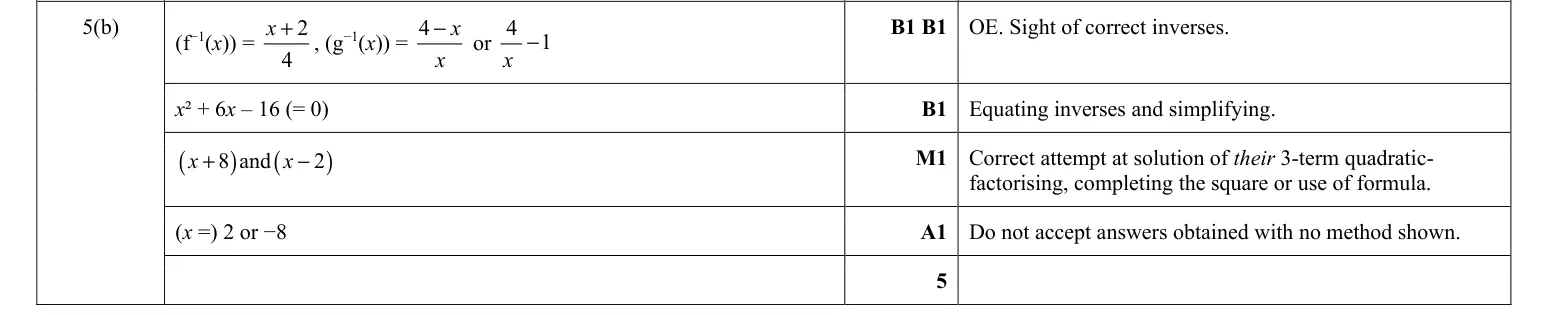 5(b) (f⁻¹(x)) = (x + 2)/4 , (g⁻¹(x)) = (4 − x)/x or 4/x − 1 B1 B1 OE. Sight of correct inverses.
x² + 6x – 16 (= 0) B1 Equating inverses and simplifying.
(x + 8) and (x − 2) M1 Correct attempt at solution of their 3-term quadratic-
factorising, completing the square or use of formula.
(x =) 2 or −8 A1 Do not accept answers obtained with no method shown.
5